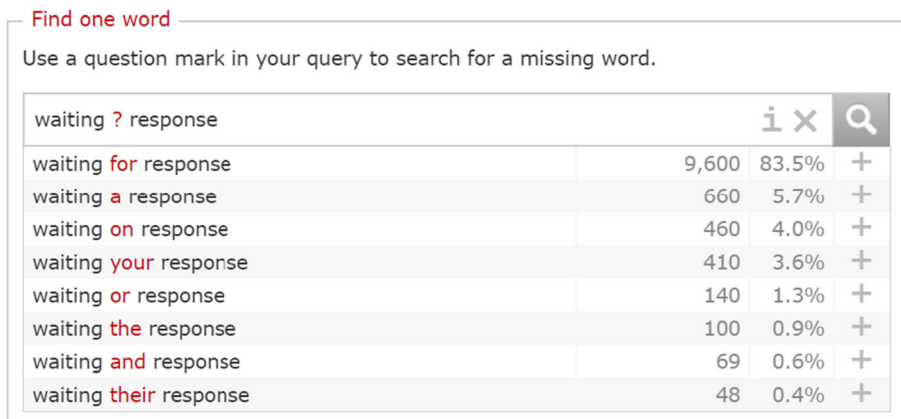 Find one word
Use a question mark in your query to search for a missing word.
waiting ? response i ×
waiting for response 9,600 83.5% +
waiting a response 660 5.7% +
waiting on response 460 4.0% +
waiting your response 410 3.6% +
waiting or response 140 1.3% +
waiting the response 100 0.9% +
waiting and response 69 0.6% +
waiting their response 48 0.4% +